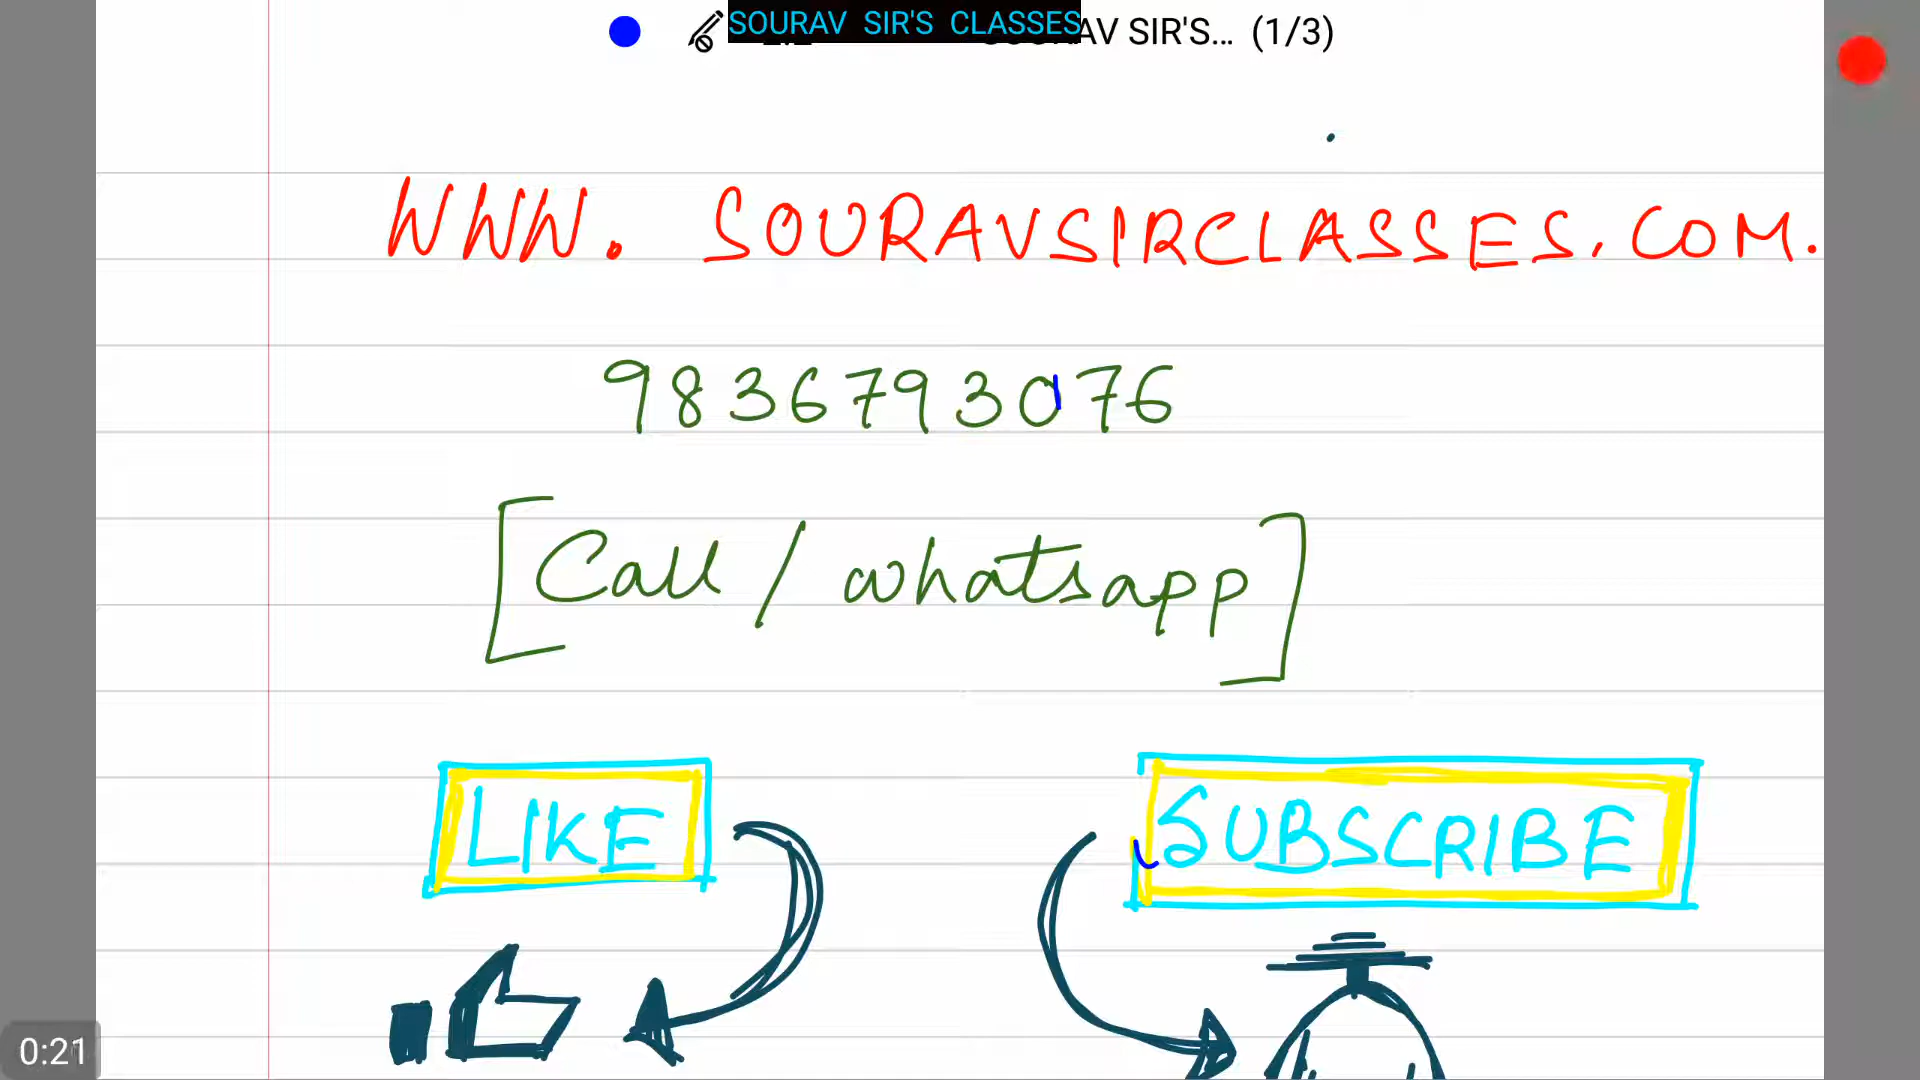 SOURAV SIR'S CLASSES
AV SIR'S... (1/3)
WWW. SOURAVSIRCLASSES.COM.
9836793076
[Call / whatsapp]
LIKE
SUBSCRIBE
0:21